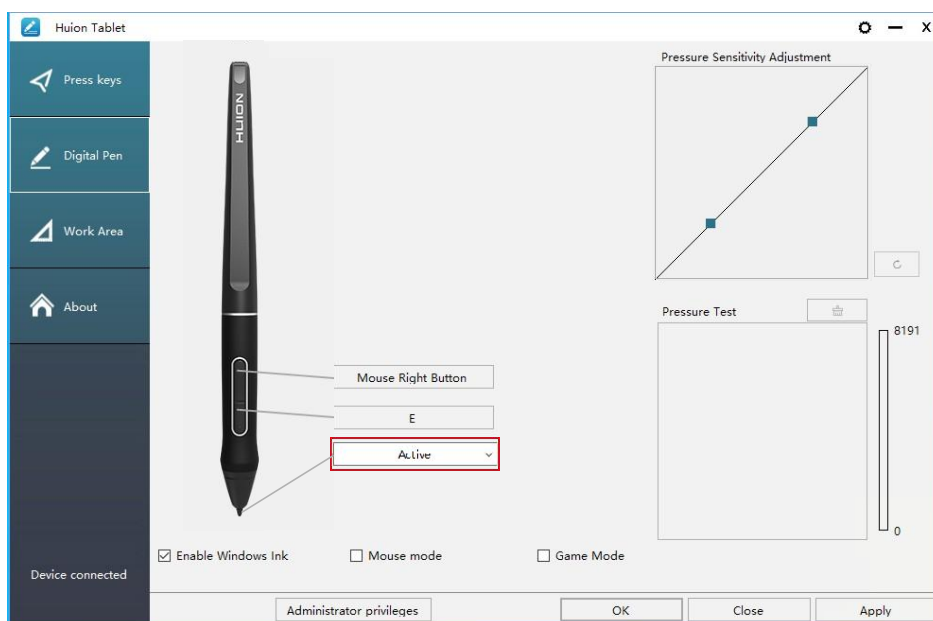 Huion Tablet
X
Press keys
Digital Pen
Work Area
About
Device connected
HUION
Mouse Right Button
E
Active
Enable Windows Ink
Mouse mode
Game Mode
Pressure Sensitivity Adjustment
Pressure Test
8191
0
Administrator privileges
OK
Close
Apply